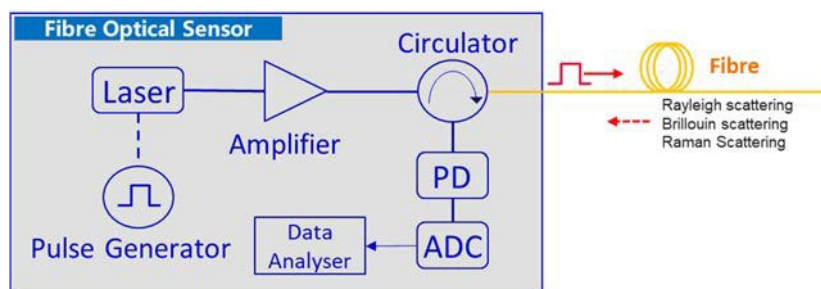 Fibre Optical Sensor
Circulator
Laser
Amplifier
Fibre
Rayleigh scattering
Brillouin scattering
Raman Scattering
PD
Pulse Generator
Data
Analyser
ADC